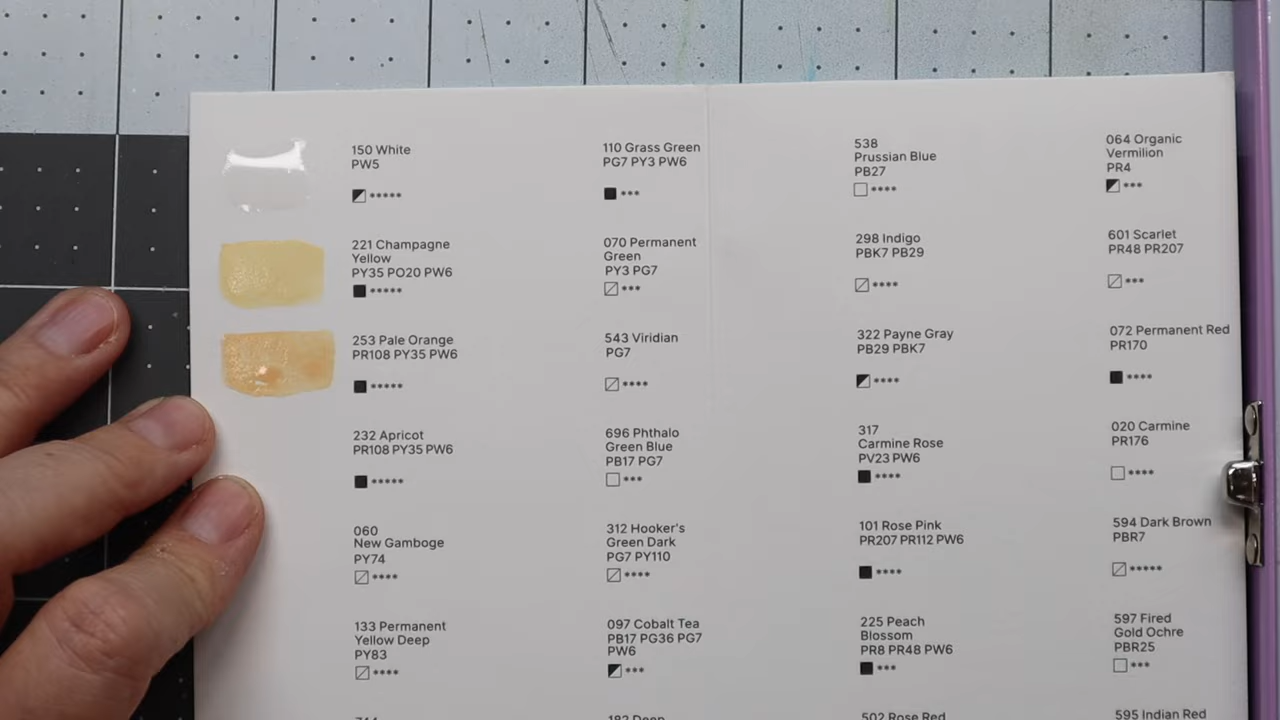 150 White
PW5
*****
221 Champagne
Yellow
PY35 PO20 PW6
*****
253 Pale Orange
PR108 PY35 PW6
*****
232 Apricot
PR108 PY35 PW6
*****
060
New Gamboge
PY74
****
133 Permanent
Yellow Deep
PY83
****
110 Grass Green
PG7 PY3 PW6
***
070 Permanent
Green
PY3 PG7
***
543 Viridian
PG7
****
696 Phthalo
Green Blue
PB17 PG7
***
312 Hooker's
Green Dark
PG7 PY110
****
097 Cobalt Tea
PB17 PG36 PG7
PW6
***
182 Deep
538
Prussian Blue
PB27
****
298 Indigo
PBK7 PB29
****
322 Payne Gray
PB29 PBK7
****
317
Carmine Rose
PV23 PW6
****
101 Rose Pink
PR207 PR112 PW6
****
225 Peach
Blossom
PR8 PR48 PW6
***
502 Rose Red
064 Organic
Vermilion
PR4
***
601 Scarlet
PR48 PR207
***
072 Permanent Red
PR170
****
020 Carmine
PR176
****
594 Dark Brown
PBR7
*****
597 Fired
Gold Ochre
PBR25
***
595 Indian Red